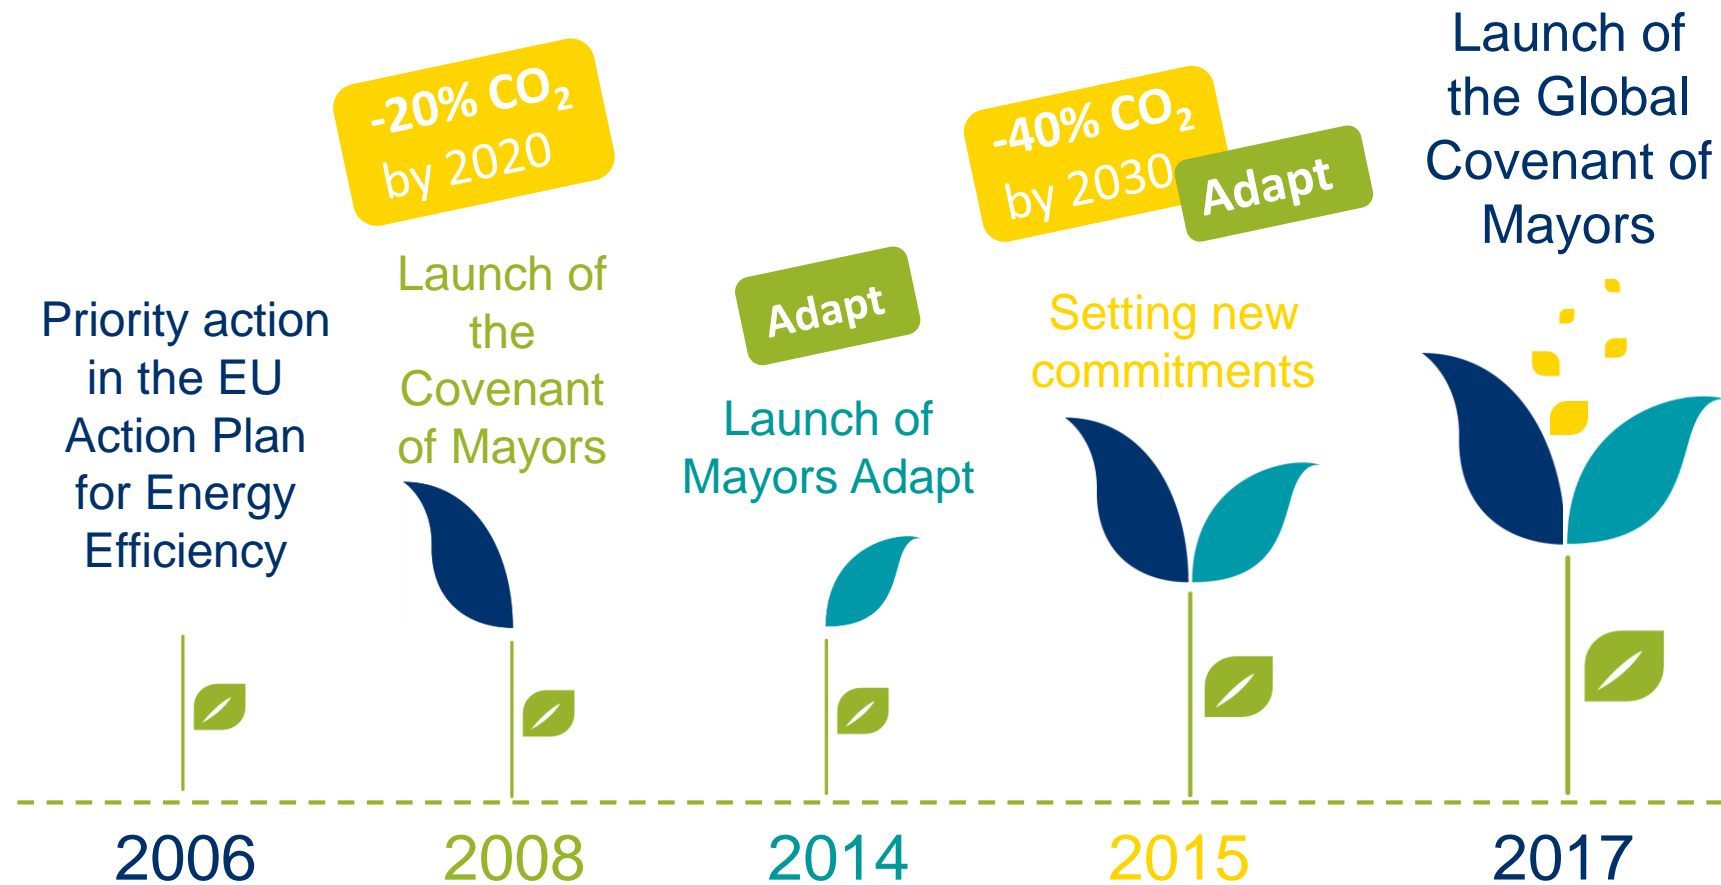 Priority action
in the EU
Action Plan
for Energy
Efficiency
2006
-20% CO₂
by 2020
Launch of
the
Covenant
of Mayors
2008
Adapt
Launch of
Mayors Adapt
2014
-40% CO₂
by 2030
Adapt
Setting new
commitments
2015
Launch of
the Global
Covenant of
Mayors
2017